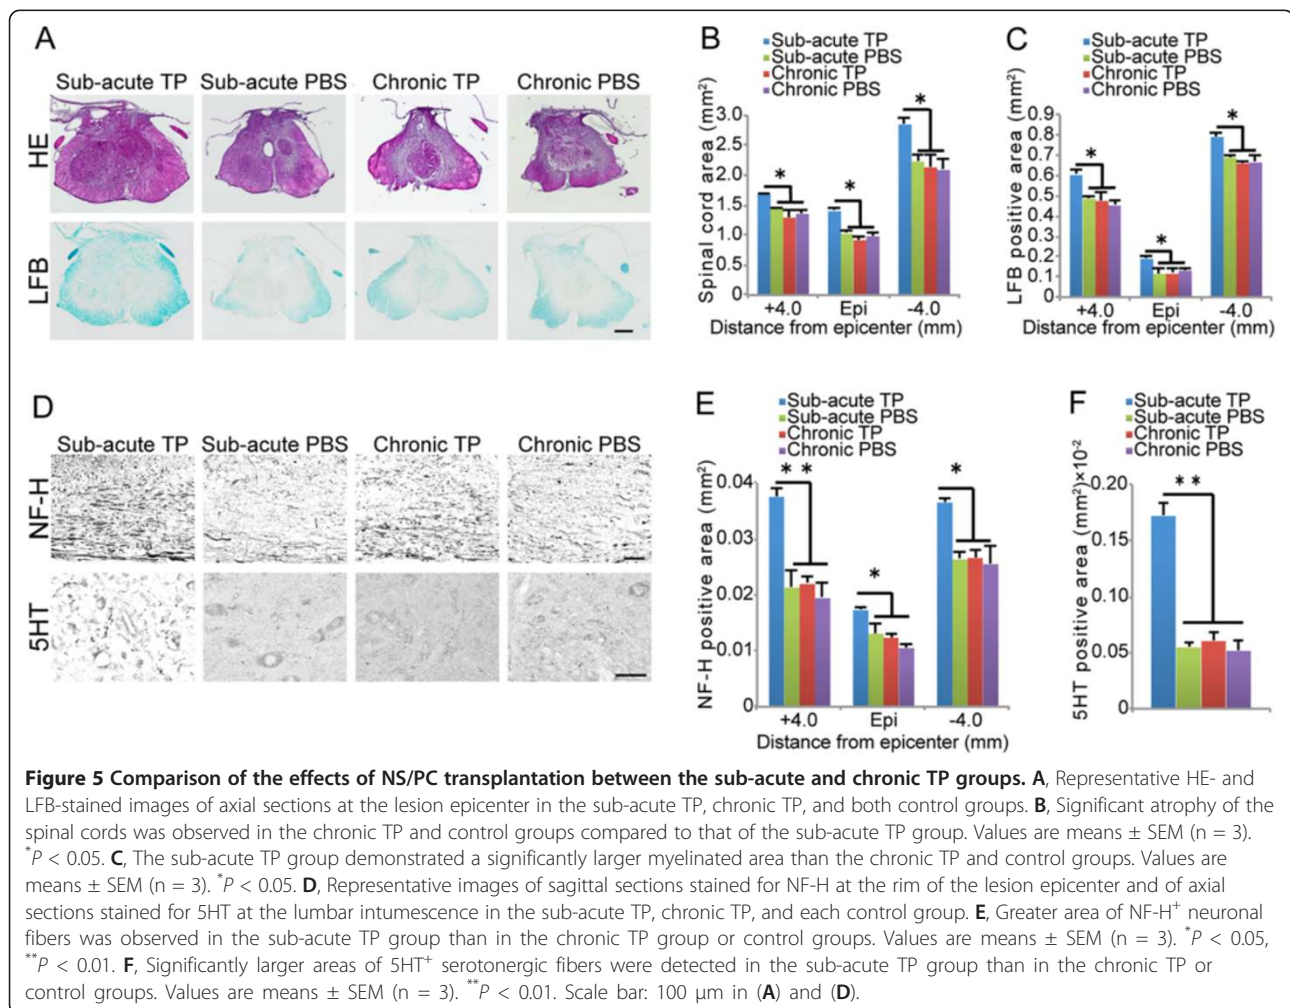 A
Sub-acute TP Sub-acute PBS Chronic TP Chronic PBS
HE
LFB
B
Sub-acute TP
Sub-acute PBS
Chronic TP
Chronic PBS
Spinal cord area (mm²)
3.0
2.5
2.0
1.5
1.0
0.5
0
* * *
+4.0 Epi -4.0
Distance from epicenter (mm)
C
Sub-acute TP
Sub-acute PBS
Chronic TP
Chronic PBS
LFB positive area (mm²)
0.9
0.8
0.7
0.6
0.5
0.4
0.3
0.2
0.1
0
* * *
+4.0 Epi -4.0
Distance from epicenter (mm)
D
Sub-acute TP Sub-acute PBS Chronic TP Chronic PBS
NF-H
5HT
E
Sub-acute TP
Sub-acute PBS
Chronic TP
Chronic PBS
NF-H positive area (mm²)
0.04
0.03
0.02
0.01
0
** * *
+4.0 Epi -4.0
Distance from epicenter (mm)
F
Sub-acute TP
Sub-acute PBS
Chronic TP
Chronic PBS
5HT positive area (mm²)×10⁻²
0.20
0.15
0.10
0.05
0
**
Figure 5 Comparison of the effects of NS/PC transplantation between the sub-acute and chronic TP groups. A, Representative HE- and
LFB-stained images of axial sections at the lesion epicenter in the sub-acute TP, chronic TP, and both control groups. B, Significant atrophy of the
spinal cords was observed in the chronic TP and control groups compared to that of the sub-acute TP group. Values are means ± SEM (n = 3).
*P < 0.05. C, The sub-acute TP group demonstrated a significantly larger myelinated area than the chronic TP and control groups. Values are
means ± SEM (n = 3). *P < 0.05. D, Representative images of sagittal sections stained for NF-H at the rim of the lesion epicenter and of axial
sections stained for 5HT at the lumbar intumescence in the sub-acute TP, chronic TP, and each control group. E, Greater area of NF-H⁺ neuronal
fibers was observed in the sub-acute TP group than in the chronic TP group or control groups. Values are means ± SEM (n = 3). *P < 0.05,
**P < 0.01. F, Significantly larger areas of 5HT⁺ serotonergic fibers were detected in the sub-acute TP group than in the chronic TP or
control groups. Values are means ± SEM (n = 3). **P < 0.01. Scale bar: 100 μm in (A) and (D).